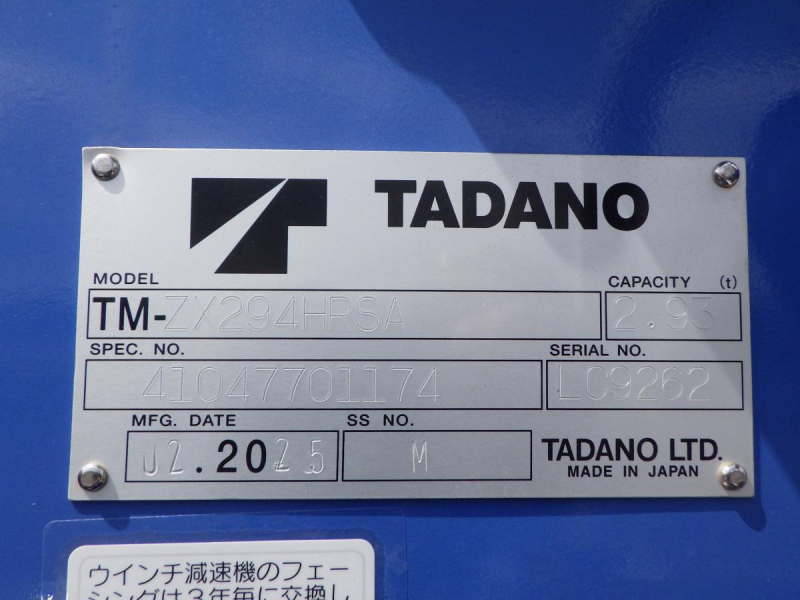 TADANO
MODEL
CAPACITY (t)
TM-ZX294HRSA
2.93
SPEC. NO.
SERIAL NO.
41047701174
LC9262
MFG. DATE
SS NO.
02.2025
M
TADANO LTD.
MADE IN JAPAN
ウインチ減速機のフェー
シングは3年毎に交換し